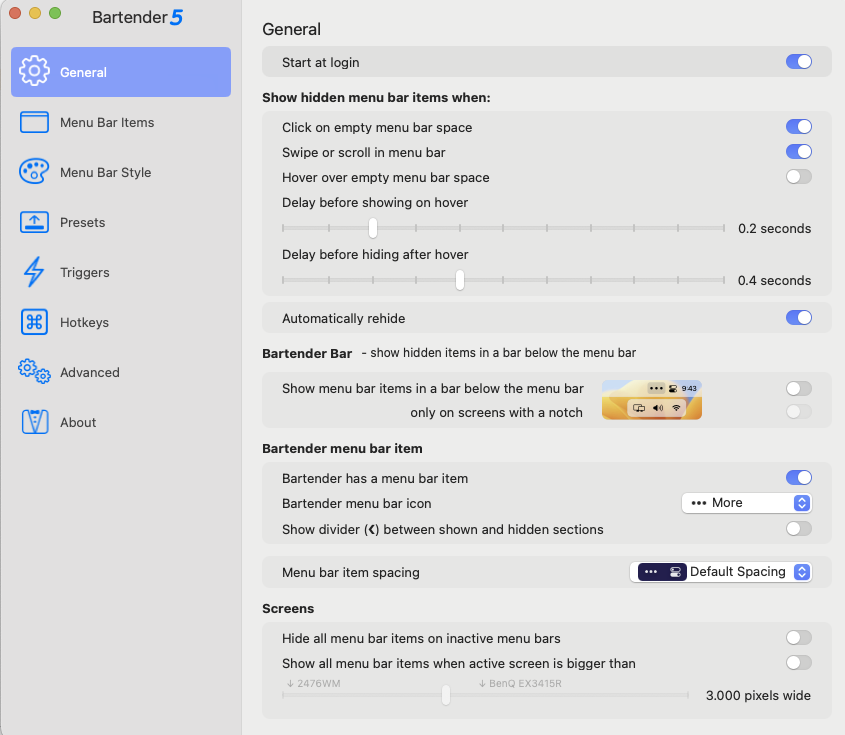 Bartender 5
General
Menu Bar Items
Menu Bar Style
Presets
Triggers
Hotkeys
Advanced
About
General
Start at login
Show hidden menu bar items when:
Click on empty menu bar space
Swipe or scroll in menu bar
Hover over empty menu bar space
Delay before showing on hover
0.2 seconds
Delay before hiding after hover
0.4 seconds
Automatically rehide
Bartender Bar - show hidden items in a bar below the menu bar
Show menu bar items in a bar below the menu bar
9:43
only on screens with a notch
Bartender menu bar item
Bartender has a menu bar item
Bartender menu bar icon ••• More
Show divider (❮) between shown and hidden sections
Menu bar item spacing ••• Default Spacing
Screens
Hide all menu bar items on inactive menu bars
Show all menu bar items when active screen is bigger than
↓ 2476WM ↓ BenQ EX3415R
3.000 pixels wide